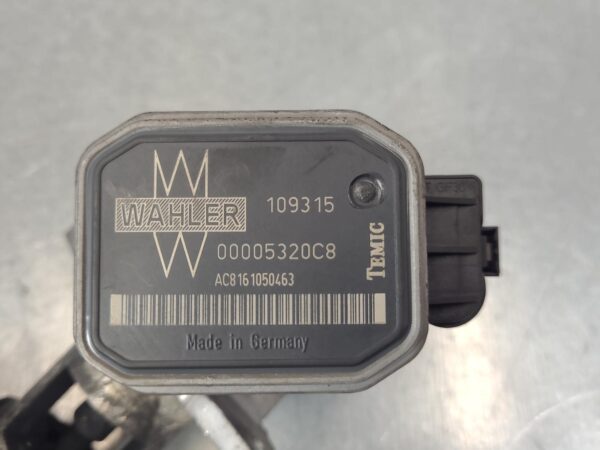 WAHLER
109315
00005320C8
TEMIC
AC8161050463
Made in Germany